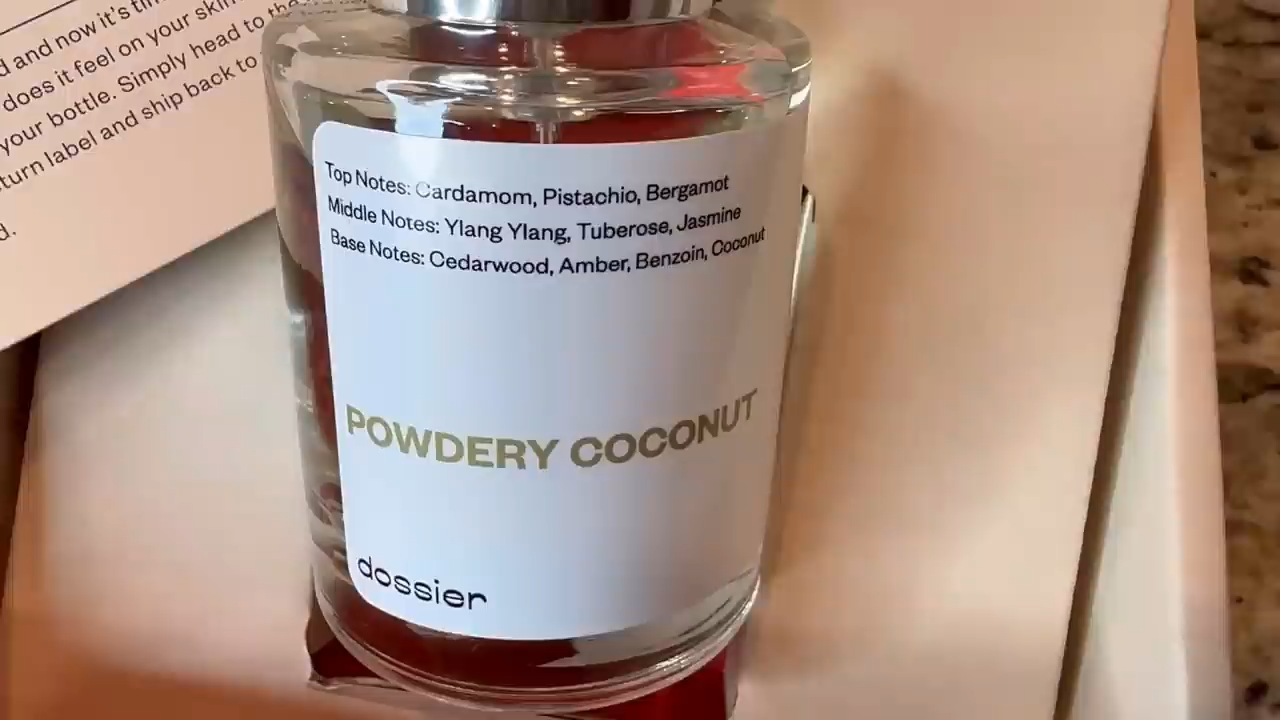 d and now it's tim
does it feel on your skin
your bottle. Simply head to the
turn label and ship back to
d.
Top Notes: Cardamom, Pistachio, Bergamot
Middle Notes: Ylang Ylang, Tuberose, Jasmine
Base Notes: Cedarwood, Amber, Benzoin, Coconut
POWDERY COCONUT
dossier